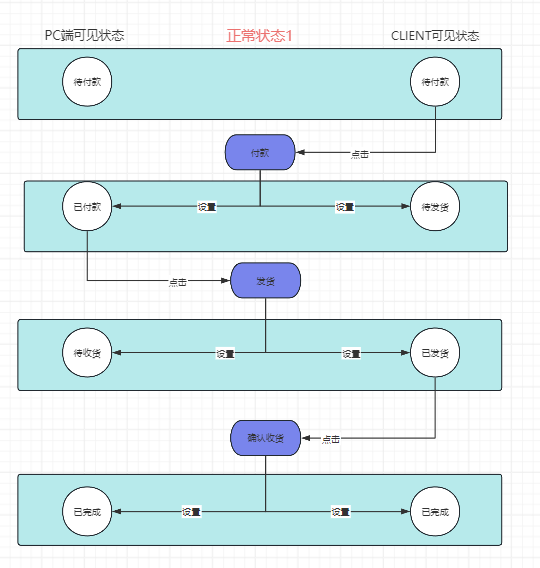 PC端可见状态
正常状态1
CLIENT可见状态
待付款
待付款
付款
点击
已付款
设置
设置
待发货
点击
发货
待收货
设置
设置
已发货
确认收货
点击
已完成
设置
设置
已完成